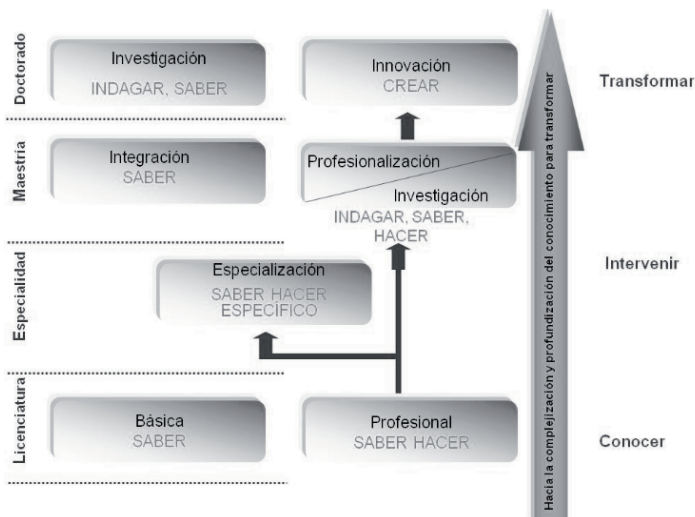 Doctorado
Investigación
INDAGAR, SABER
Innovación
CREAR
Transformar
Maestría
Integración
SABER
Profesionalización
Investigación
INDAGAR, SABER,
HACER
Especialidad
Especialización
SABER HACER
ESPECÍFICO
Intervenir
Licenciatura
Básica
SABER
Profesional
SABER HACER
Conocer
Hacia la complejización y profundización del conocimiento para transformar